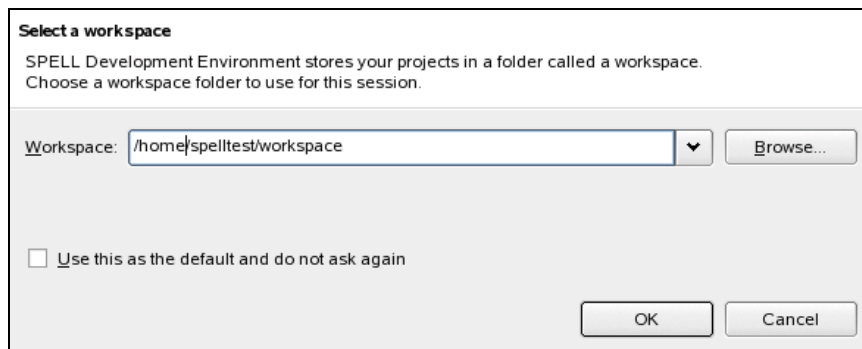 Select a workspace
SPELL Development Environment stores your projects in a folder called a workspace.
Choose a workspace folder to use for this session.
Workspace: /home/spelltest/workspace Browse...
Use this as the default and do not ask again
OK Cancel